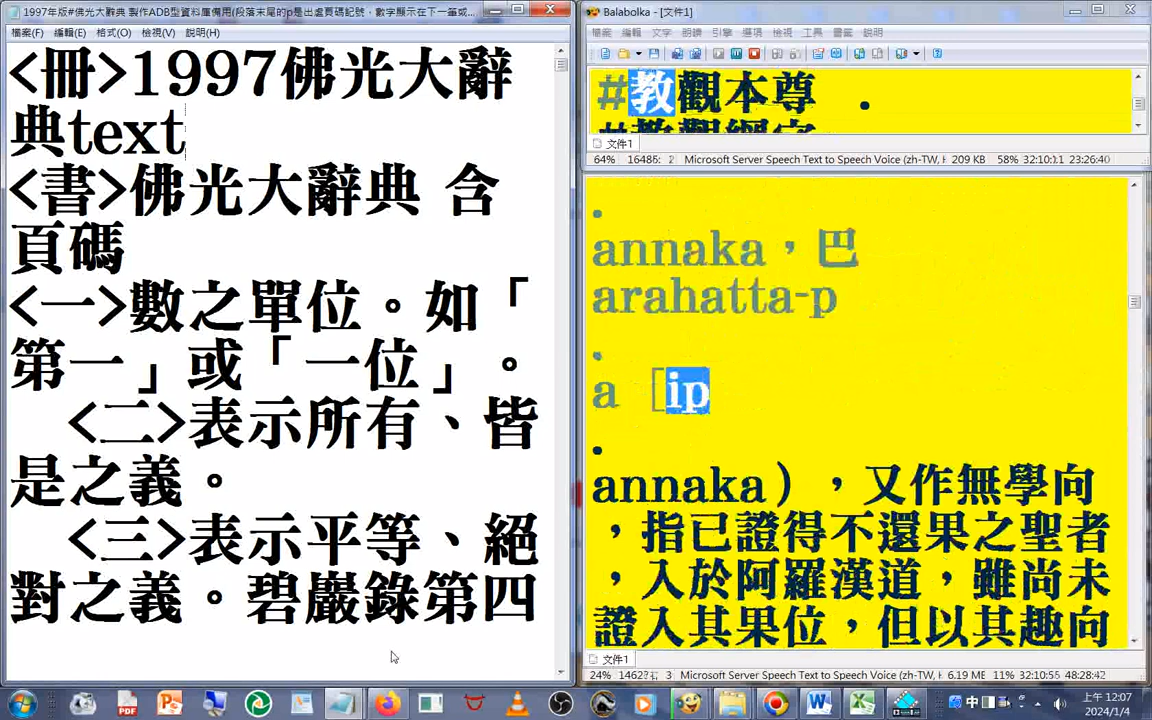 1997年版#佛光大辭典 製作ADB型資料庫備用(段落末尾的p是出處頁碼記號，數字顯示在下一筆或...
檔案(F) 編輯(E) 格式(O) 檢視(V) 說明(H)
<冊>1997佛光大辭
典text
<書>佛光大辭典 含
頁碼
<一>數之單位。如「
第一」或「一位」。
<二>表示所有、皆
是之義。
<三>表示平等、絕
對之義。碧巖錄第四
Balabolka - [文件1]
檔案 編輯 文字 朗讀 引擎 選項 檢視 工具 書籤 說明
#教觀本尊 .
#教觀綱宗
文件1
64% 16486: 2 Microsoft Server Speech Text to Speech Voice (zh-TW, H 209 KB 58% 32:10:01 23:26:40
.
annaka，巴
arahatta-p
.
a ［ip
.
annaka），又作無學向
，指已證得不還果之聖者
，入於阿羅漢道，雖尚未
證入其果位，但以其趣向
文件1
24% 14627: 3 Microsoft Server Speech Text to Speech Voice (zh-TW, H 6.19 MB 11% 32:10:55 48:28:42
中
上午 12:07
2024/1/4